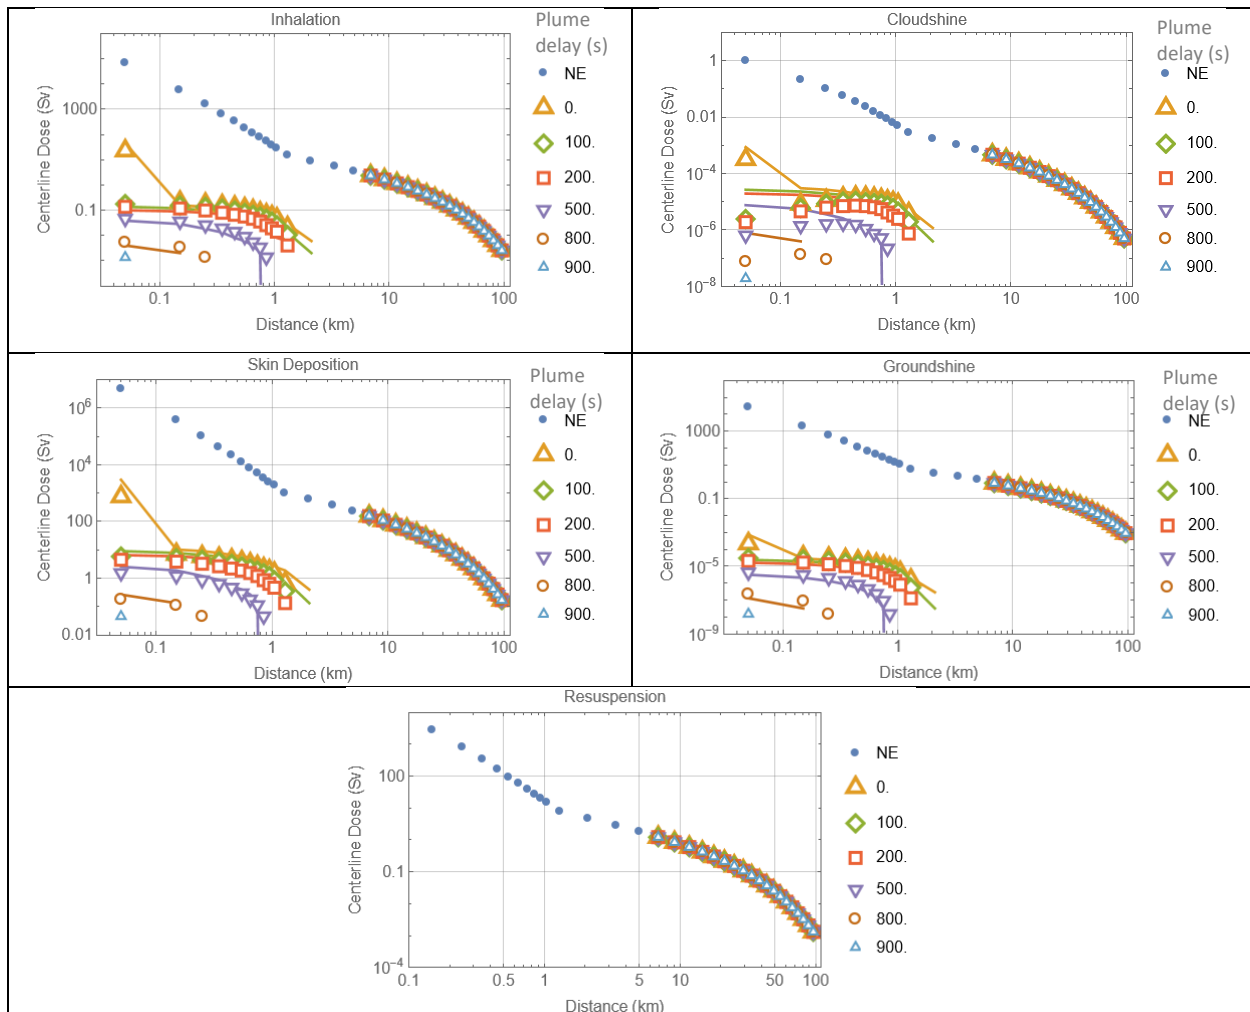 Inhalation
Plume
delay (s)
NE
0.
100.
200.
500.
800.
900.
Centerline Dose (Sv)
1000
0.1
0.1
1
10
100
Distance (km)
Cloudshine
Plume
delay (s)
NE
0.
100.
200.
500.
800.
900.
Centerline Dose (Sv)
1
0.01
10⁻⁴
10⁻⁶
10⁻⁸
0.1
1
10
100
Distance (km)
Skin Deposition
Plume
delay (s)
NE
0.
100.
200.
500.
800.
900.
Centerline Dose (Sv)
10⁶
10⁴
100
1
0.01
0.1
1
10
100
Distance (km)
Groundshine
Plume
delay (s)
NE
0.
100.
200.
500.
800.
900.
Centerline Dose (Sv)
1000
0.1
10⁻⁵
10⁻⁹
0.1
1
10
100
Distance (km)
Resuspension
NE
0.
100.
200.
500.
800.
900.
Centerline Dose (Sv)
100
0.1
10⁻⁴
0.1
0.5
1
5
10
50
100
Distance (km)